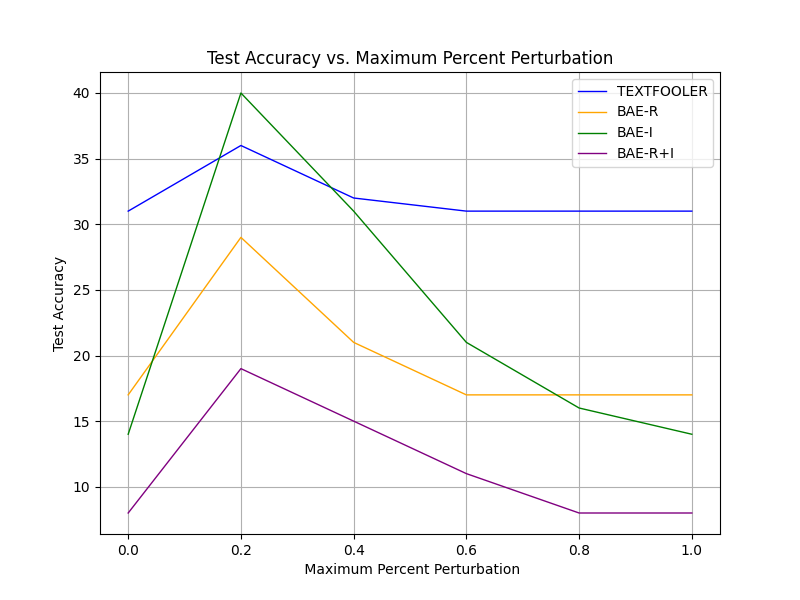 Test Accuracy vs. Maximum Percent Perturbation
TEXTFOOLER
BAE-R
BAE-I
BAE-R+I
Test Accuracy
40
35
30
25
20
15
10
0.0 0.2 0.4 0.6 0.8 1.0
Maximum Percent Perturbation